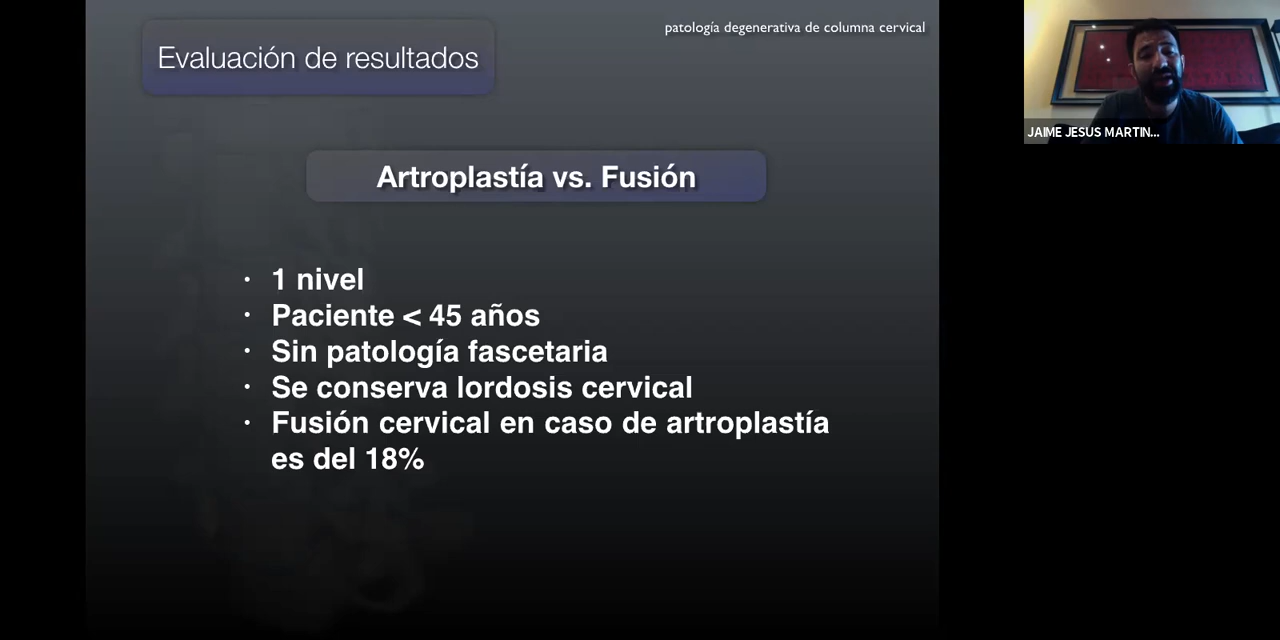 Evaluación de resultados
patología degenerativa de columna cervical
JAIME JESUS MARTIN...
Artroplastía vs. Fusión
· 1 nivel
· Paciente < 45 años
· Sin patología fascetaria
· Se conserva lordosis cervical
· Fusión cervical en caso de artroplastía
es del 18%